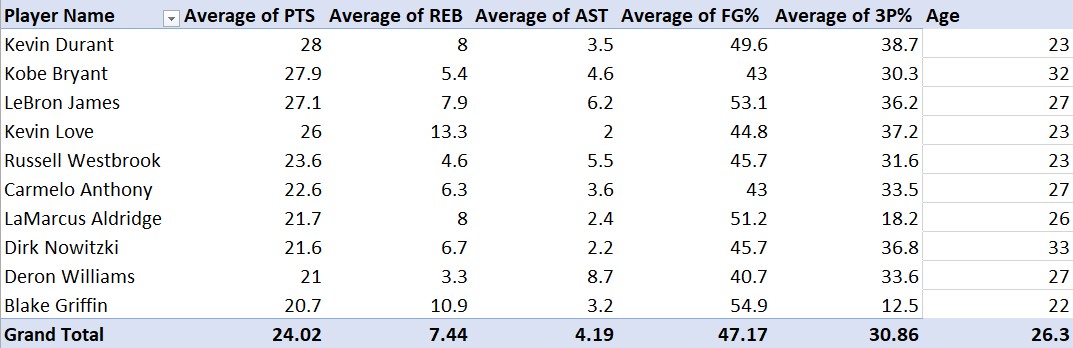 Player Name Average of PTS Average of REB Average of AST Average of FG% Average of 3P% Age
Kevin Durant 28 8 3.5 49.6 38.7 23
Kobe Bryant 27.9 5.4 4.6 43 30.3 32
LeBron James 27.1 7.9 6.2 53.1 36.2 27
Kevin Love 26 13.3 2 44.8 37.2 23
Russell Westbrook 23.6 4.6 5.5 45.7 31.6 23
Carmelo Anthony 22.6 6.3 3.6 43 33.5 27
LaMarcus Aldridge 21.7 8 2.4 51.2 18.2 26
Dirk Nowitzki 21.6 6.7 2.2 45.7 36.8 33
Deron Williams 21 3.3 8.7 40.7 33.6 27
Blake Griffin 20.7 10.9 3.2 54.9 12.5 22
Grand Total 24.02 7.44 4.19 47.17 30.86 26.3